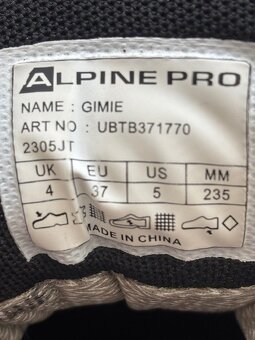 ALPINE PRO
NAME : GIMIE
ART NO : UBTB371770
2305JT
UK EU US MM
4 37 5 235
MADE IN CHINA